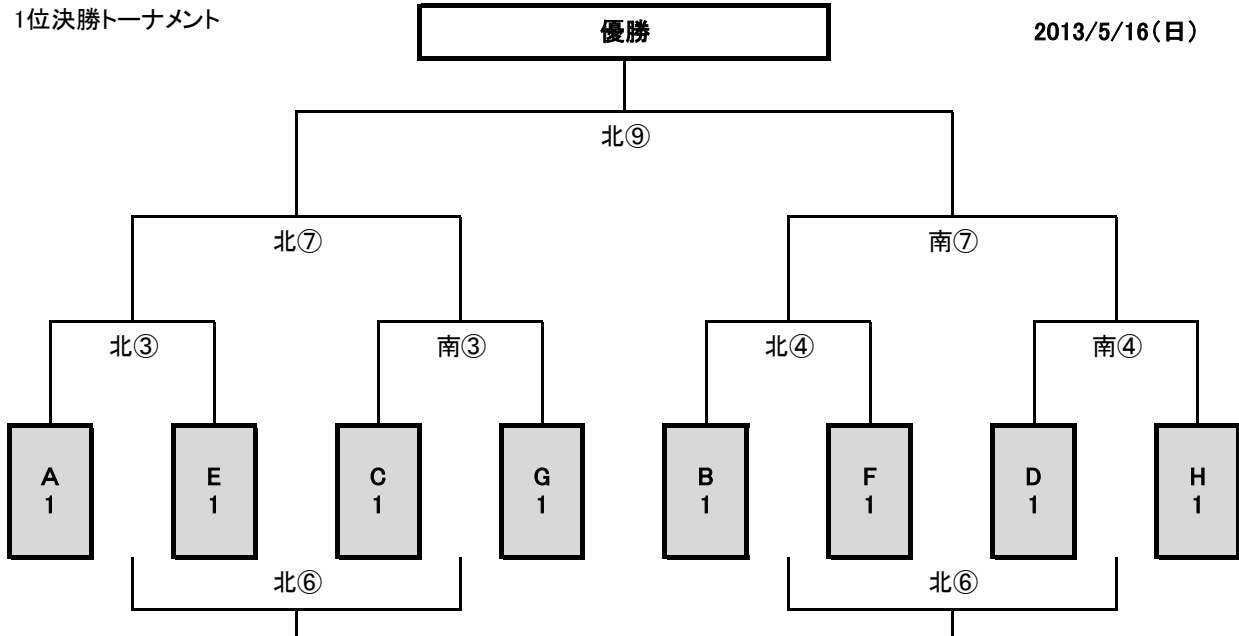 1位決勝トーナメント
優勝
2013/5/16(日)
北⑨
北⑦ 南⑦
北③ 南③ 北④ 南④
A E C G B F D H
1 1 1 1 1 1 1 1
北⑥ 北⑥